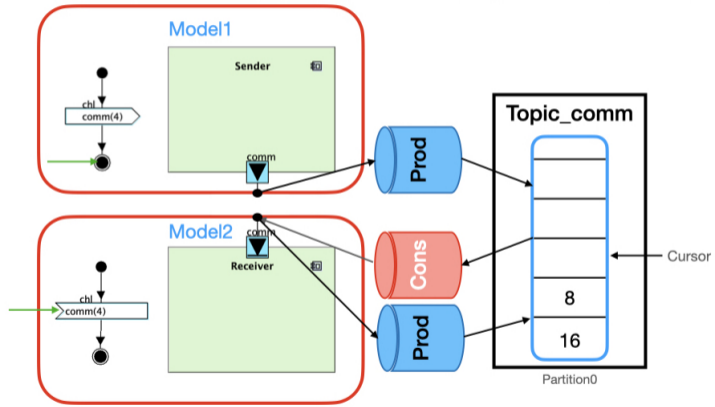 Model1
Sender
chl
comm(4)
comm
Prod
Topic_comm
Model2
comm
Receiver
chl
comm(4)
Cons
Prod
Cursor
8
16
Partition0